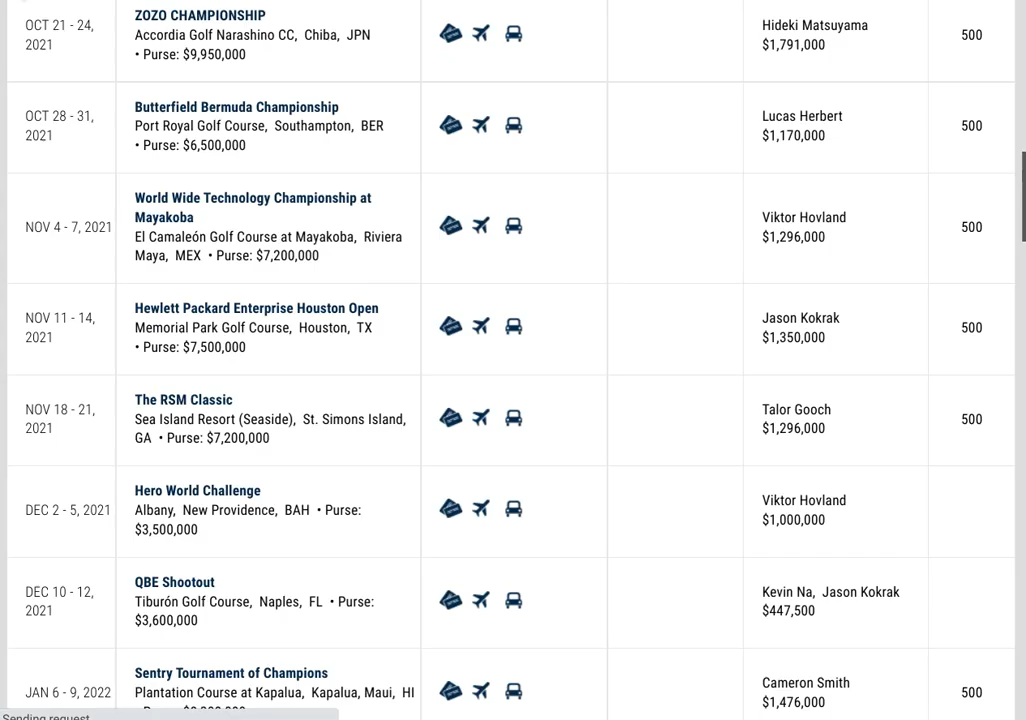 OCT 21 - 24,
2021
ZOZO CHAMPIONSHIP
Accordia Golf Narashino CC, Chiba, JPN
• Purse: $9,950,000
Hideki Matsuyama
$1,791,000
500
OCT 28 - 31,
2021
Butterfield Bermuda Championship
Port Royal Golf Course, Southampton, BER
• Purse: $6,500,000
Lucas Herbert
$1,170,000
500
NOV 4 - 7, 2021
World Wide Technology Championship at
Mayakoba
El Camaleón Golf Course at Mayakoba, Riviera
Maya, MEX • Purse: $7,200,000
Viktor Hovland
$1,296,000
500
NOV 11 - 14,
2021
Hewlett Packard Enterprise Houston Open
Memorial Park Golf Course, Houston, TX
• Purse: $7,500,000
Jason Kokrak
$1,350,000
500
NOV 18 - 21,
2021
The RSM Classic
Sea Island Resort (Seaside), St. Simons Island,
GA • Purse: $7,200,000
Talor Gooch
$1,296,000
500
DEC 2 - 5, 2021
Hero World Challenge
Albany, New Providence, BAH • Purse:
$3,500,000
Viktor Hovland
$1,000,000
DEC 10 - 12,
2021
QBE Shootout
Tiburón Golf Course, Naples, FL • Purse:
$3,600,000
Kevin Na, Jason Kokrak
$447,500
JAN 6 - 9, 2022
Sentry Tournament of Champions
Plantation Course at Kapalua, Kapalua, Maui, HI
Cameron Smith
$1,476,000
500
Sending request